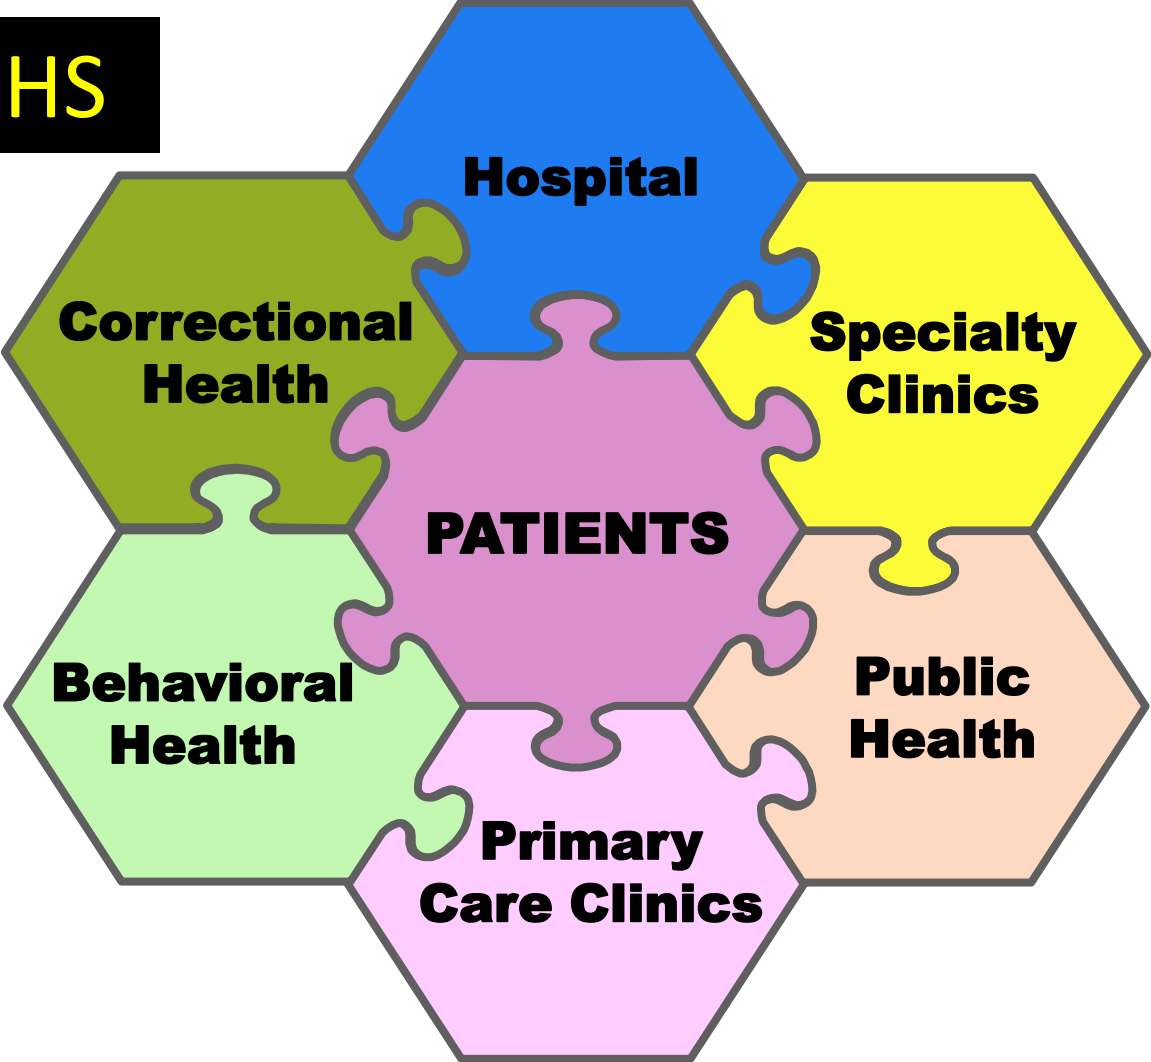 HS
Hospital
Correctional
Health
Specialty
Clinics
PATIENTS
Behavioral
Health
Public
Health
Primary
Care Clinics